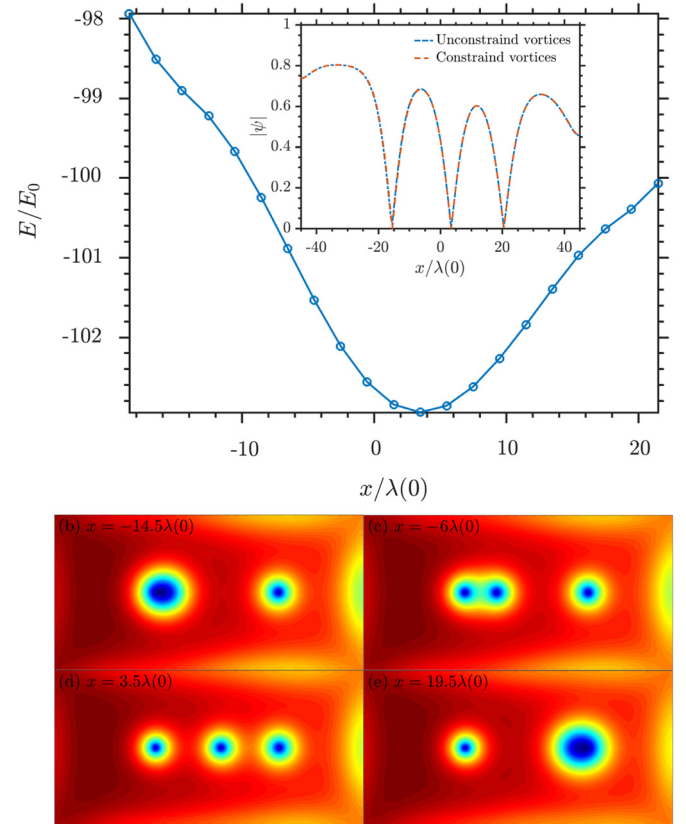 -98
-99
-100
-101
-102
E/E₀
-10
0
10
20
x/λ(0)
1
0.8
0.6
0.4
0.2
0
|ψ|
Unconstraind vortices
Constraind vortices
-40
-20
0
20
40
x/λ(0)
(b) x = −14.5λ(0)
(c) x = −6λ(0)
(d) x = 3.5λ(0)
(e) x = 19.5λ(0)